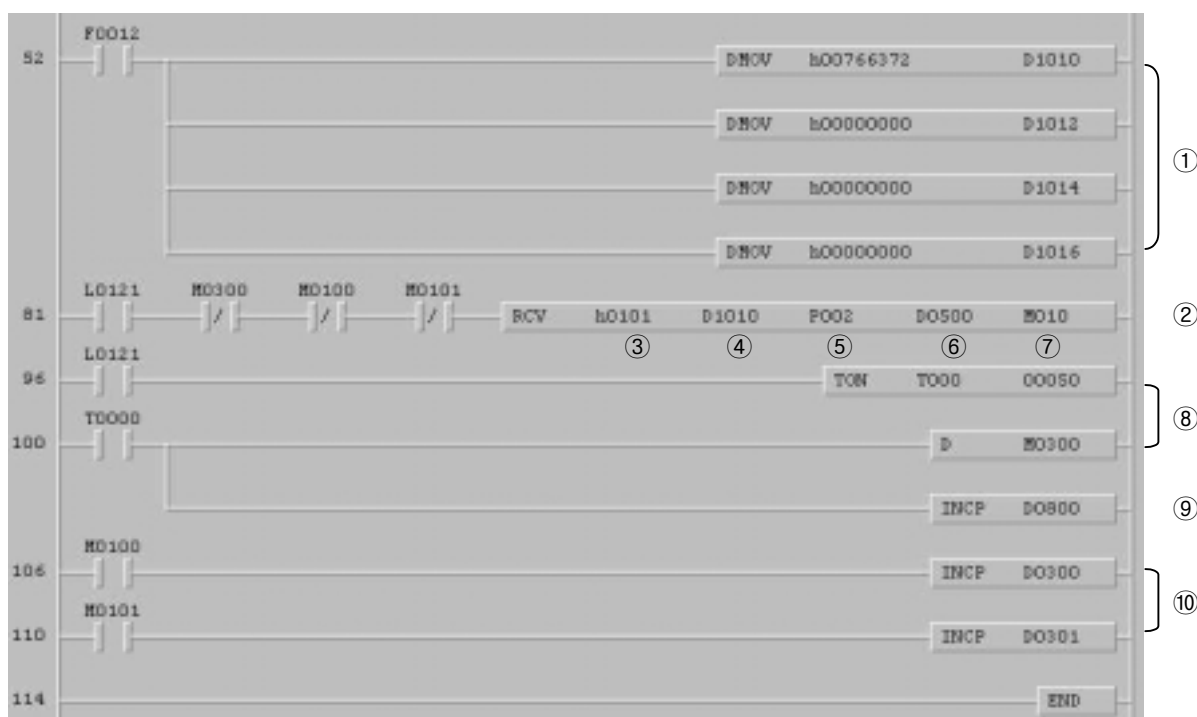 F0012
52 DMOV h00766372 D1010
DMOV h00000000 D1012
①
DMOV h00000000 D1014
DMOV h00000000 D1016
L0121 M0300 M0100 M0101
81 RCV h0101 D1010 P002 D0500 M010 ②
③ ④ ⑤ ⑥ ⑦
L0121
96 TON T000 00050
⑧
T0000
100 D M0300
INCP D0800 ⑨
M0100
106 INCP D0300
⑩
M0101
110 INCP D0301
114 END